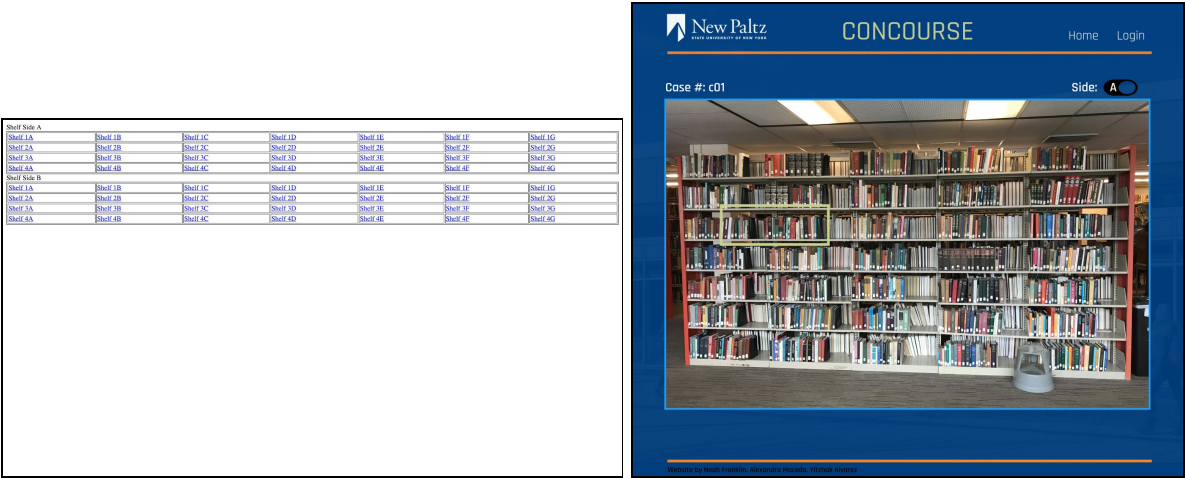 Shelf Side A
Shelf 1A Shelf 1B Shelf 1C Shelf 1D Shelf 1E Shelf 1F Shelf 1G
Shelf 2A Shelf 2B Shelf 2C Shelf 2D Shelf 2E Shelf 2F Shelf 2G
Shelf 3A Shelf 3B Shelf 3C Shelf 3D Shelf 3E Shelf 3F Shelf 3G
Shelf 4A Shelf 4B Shelf 4C Shelf 4D Shelf 4E Shelf 4F Shelf 4G
Shelf Side B
Shelf 1A Shelf 1B Shelf 1C Shelf 1D Shelf 1E Shelf 1F Shelf 1G
Shelf 2A Shelf 2B Shelf 2C Shelf 2D Shelf 2E Shelf 2F Shelf 2G
Shelf 3A Shelf 3B Shelf 3C Shelf 3D Shelf 3E Shelf 3F Shelf 3G
Shelf 4A Shelf 4B Shelf 4C Shelf 4D Shelf 4E Shelf 4F Shelf 4G
New Paltz
STATE UNIVERSITY OF NEW YORK
CONCOURSE
Home Login
Case #: c01
Side: A
Website by Noah Franklin, Alexandra Macedo, Yitzhak Alvarez